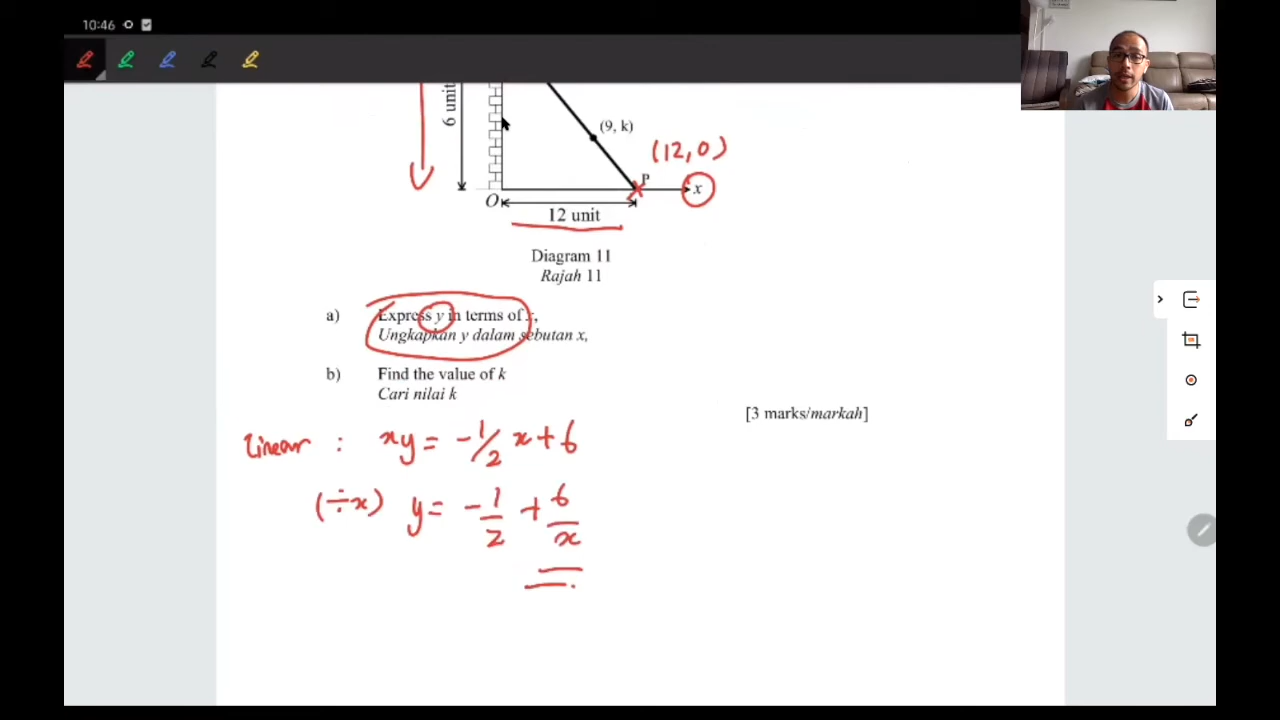 10:46
6 unit
(9, k)
(12, 0)
P
x
O
12 unit
Diagram 11
Rajah 11
a) Express y in terms of x,
Ungkapkan y dalam sebutan x,
b) Find the value of k
Cari nilai k
[3 marks/markah]
Linear : xy = -1/2 x + 6
(÷x) y = -1/2 + 6/x